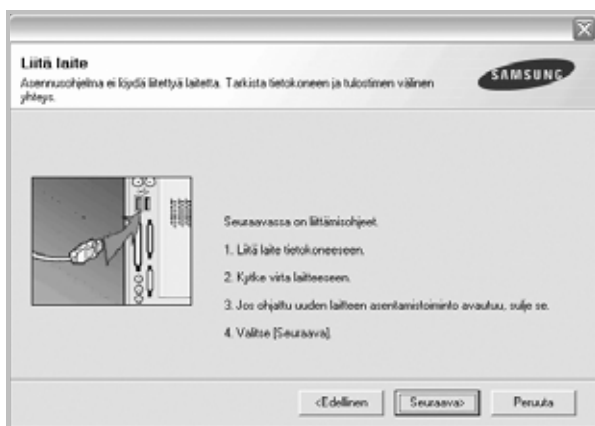 Liitä laite
Asennusohjelma ei löydä liitettyä laitetta. Tarkista tietokoneen ja tulostimen välinen
yhteys.
SAMSUNG
Seuraavassa on liittämisohjeet.
1. Liitä laite tietokoneeseen.
2. Kytke virta laitteeseen.
3. Jos ohjattu uuden laitteen asentamistoiminto avautuu, sulje se.
4. Valitse [Seuraava].
<Edellinen Seuraava> Peruuta